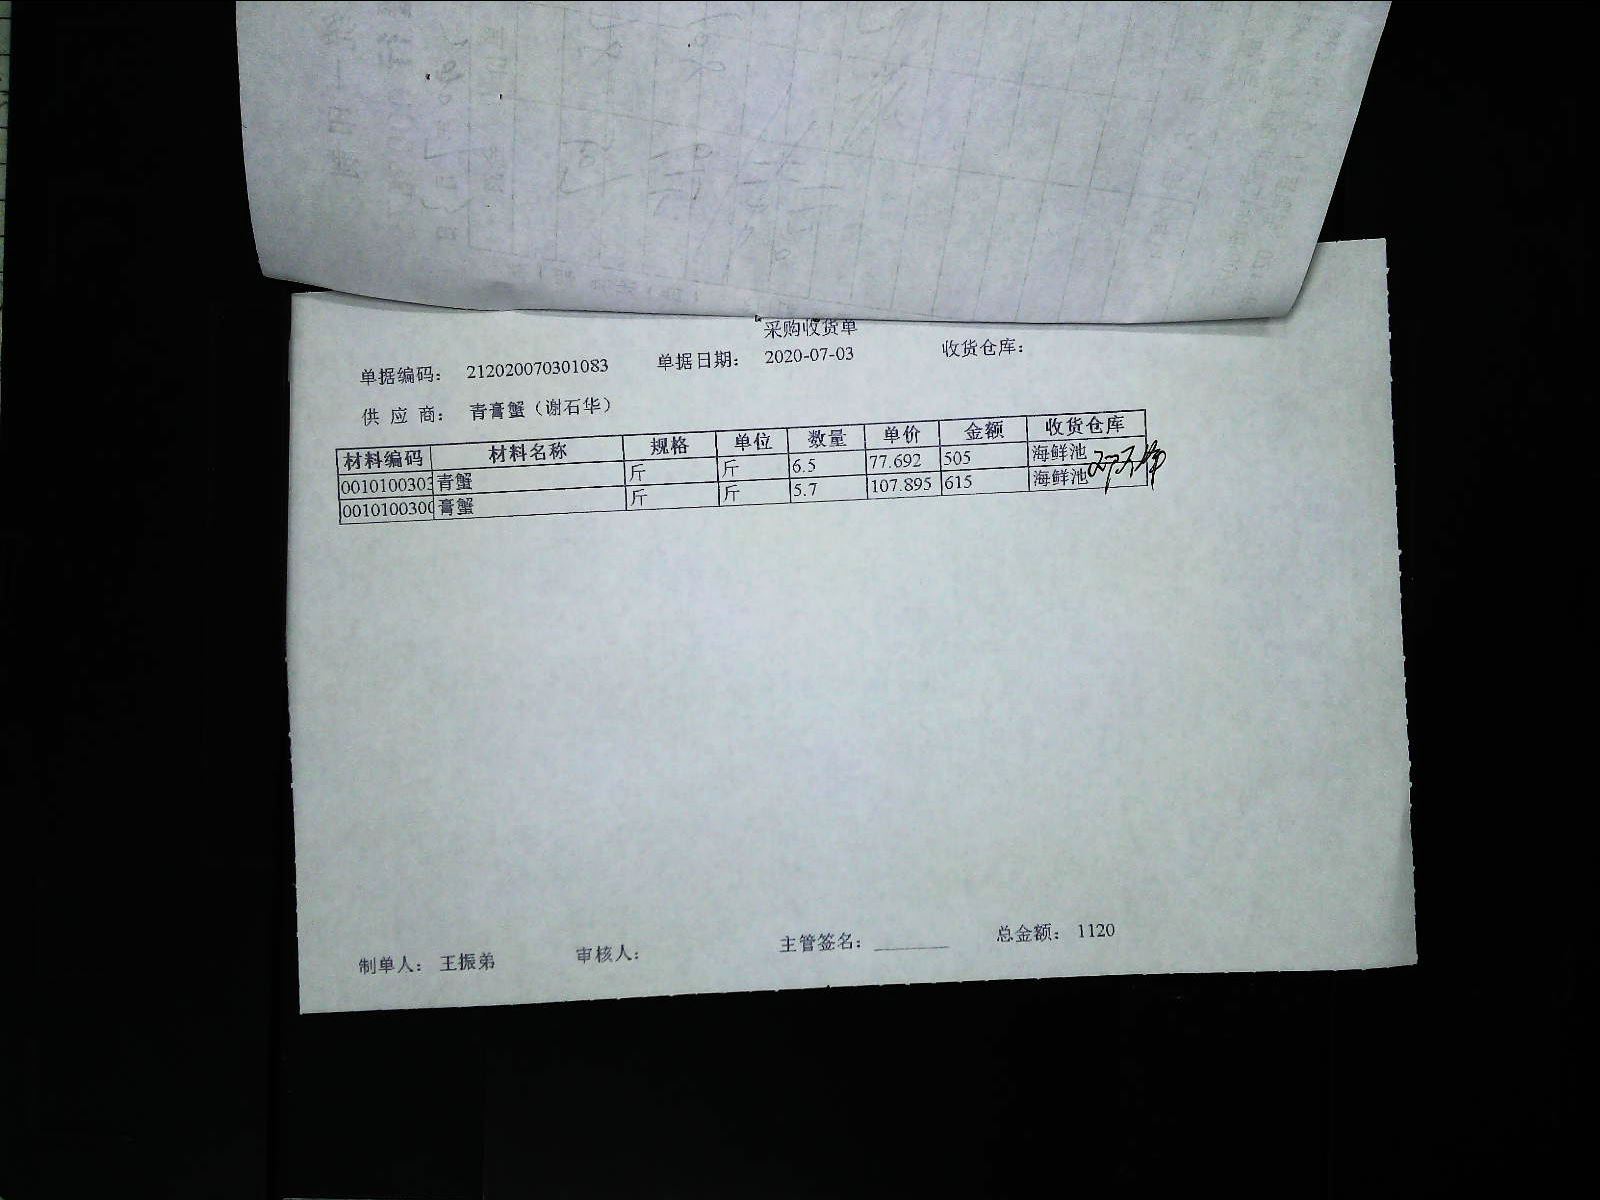 采购收货单
单据编码： 212020070301083 单据日期： 2020-07-03 收货仓库：
供 应 商： 青膏蟹（谢石华）
材料编码 材料名称 规格 单位 数量 单价 金额 收货仓库
0010100303 青蟹 斤 斤 6.5 77.692 505 海鲜池
001010030 膏蟹 斤 斤 5.7 107.895 615 海鲜池
制单人： 王振弟 审核人： 主管签名： 总金额： 1120